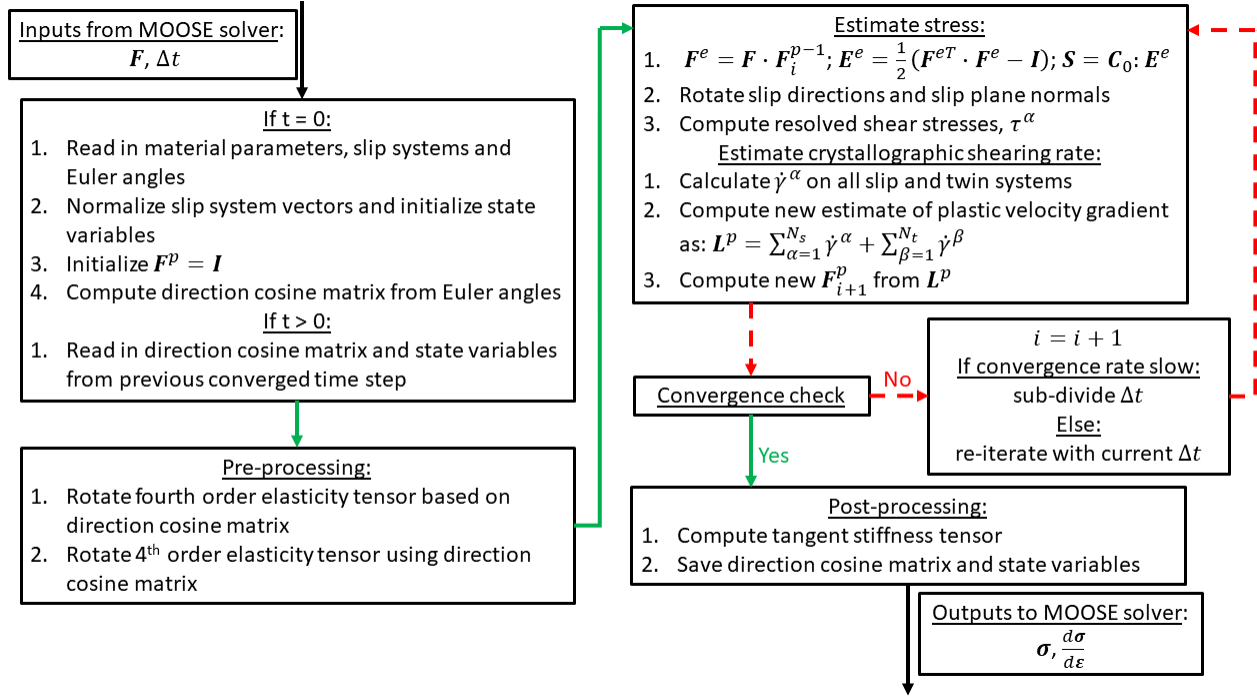 Inputs from MOOSE solver:
F, Δt
If t = 0:
1. Read in material parameters, slip systems and
Euler angles
2. Normalize slip system vectors and initialize state
variables
3. Initialize F^p = I
4. Compute direction cosine matrix from Euler angles
If t > 0:
1. Read in direction cosine matrix and state variables
from previous converged time step
Pre-processing:
1. Rotate fourth order elasticity tensor based on
direction cosine matrix
2. Rotate 4th order elasticity tensor using direction
cosine matrix
Estimate stress:
1. F^e = F · F_i^{p−1}; E^e = 1/2 (F^{eT} · F^e − I); S = C_0: E^e
2. Rotate slip directions and slip plane normals
3. Compute resolved shear stresses, τ^α
Estimate crystallographic shearing rate:
1. Calculate γ̇^α on all slip and twin systems
2. Compute new estimate of plastic velocity gradient
as: L^p = ∑_{α=1}^{N_s} γ̇^α + ∑_{β=1}^{N_t} γ̇^β
3. Compute new F_{i+1}^p from L^p
Convergence check
No
i = i + 1
If convergence rate slow:
sub-divide Δt
Else:
re-iterate with current Δt
Yes
Post-processing:
1. Compute tangent stiffness tensor
2. Save direction cosine matrix and state variables
Outputs to MOOSE solver:
σ, dσ/dε